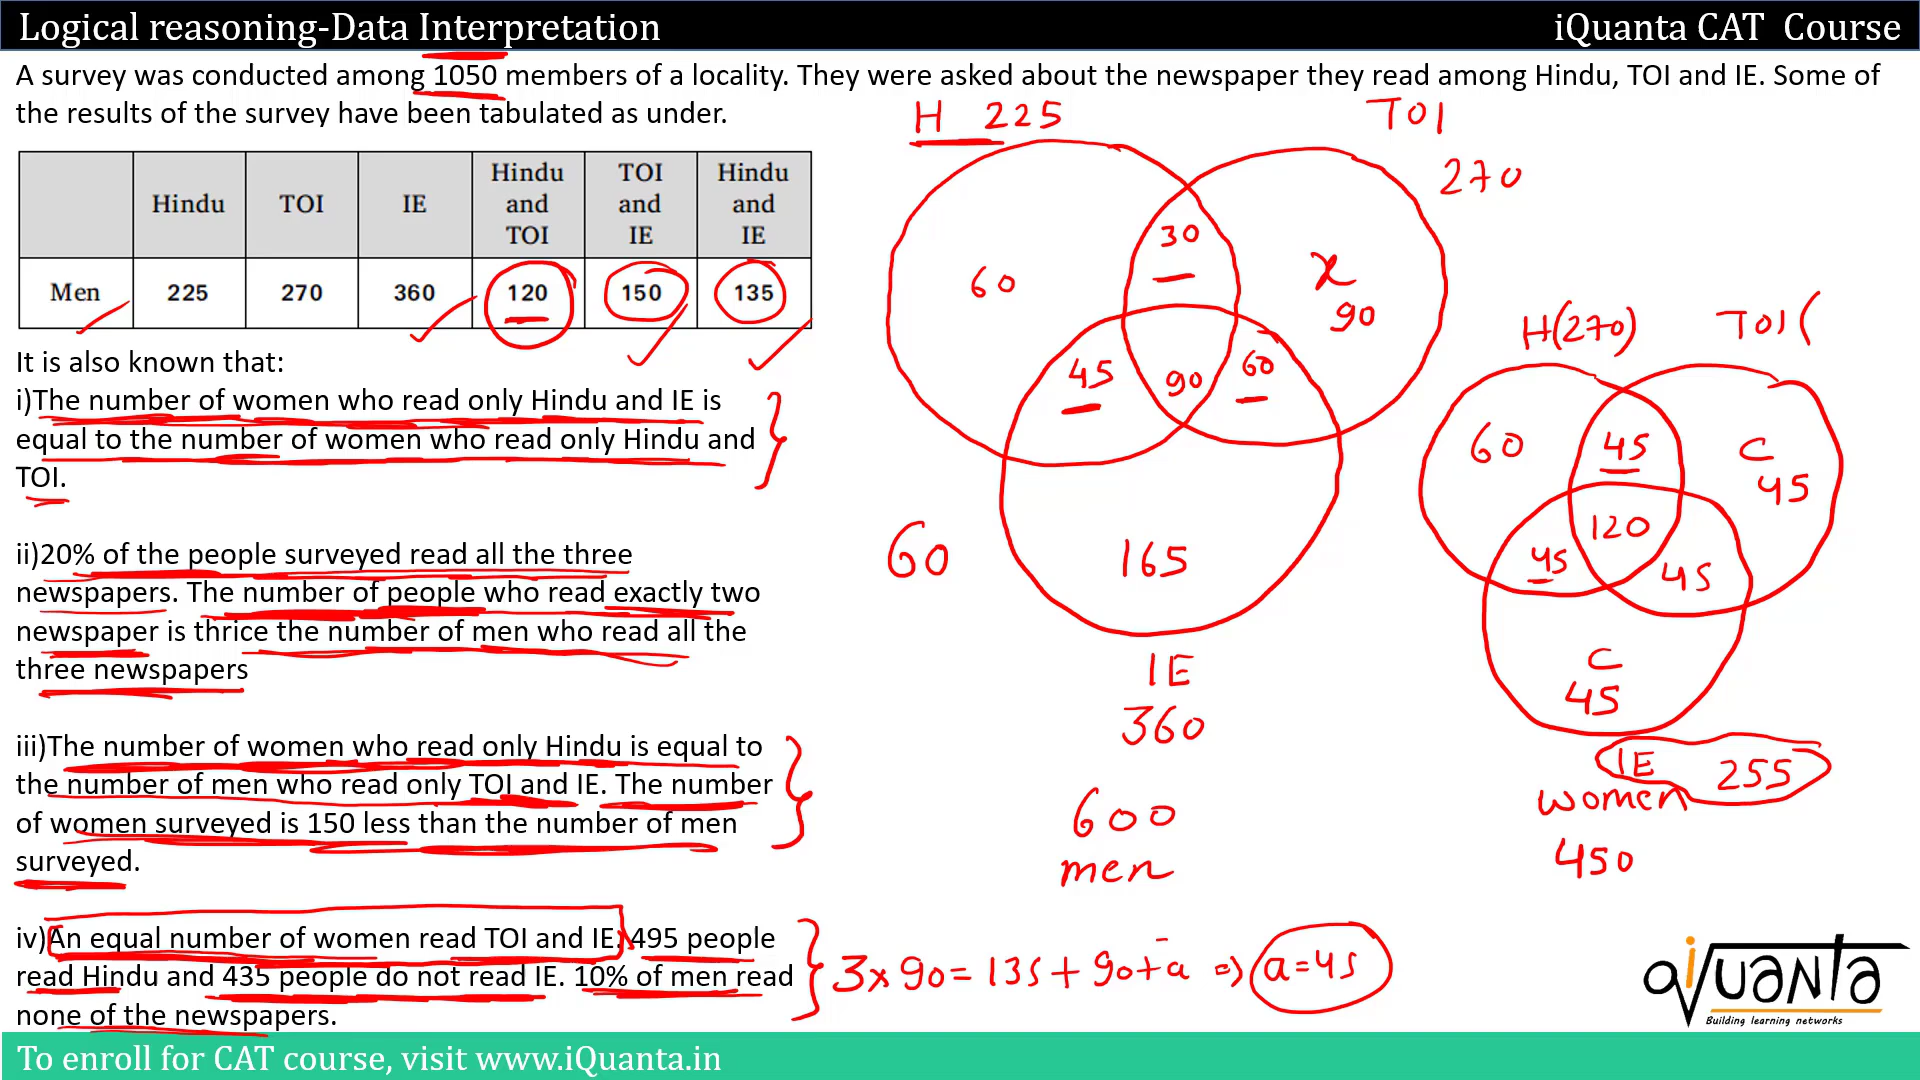 Logical reasoning-Data Interpretation
iQuanta CAT Course
A survey was conducted among 1050 members of a locality. They were asked about the newspaper they read among Hindu, TOI and IE. Some of
the results of the survey have been tabulated as under.
Hindu TOI IE Hindu and TOI TOI and IE Hindu and IE
Men 225 270 360 120 150 135
It is also known that:
i)The number of women who read only Hindu and IE is
equal to the number of women who read only Hindu and
TOI.
ii)20% of the people surveyed read all the three
newspapers. The number of people who read exactly two
newspaper is thrice the number of men who read all the
three newspapers
iii)The number of women who read only Hindu is equal to
the number of men who read only TOI and IE. The number
of women surveyed is 150 less than the number of men
surveyed.
iv)An equal number of women read TOI and IE. 495 people
read Hindu and 435 people do not read IE. 10% of men read
none of the newspapers.
H 225
TOI
270
30
60
x
90
45
90
60
60
165
IE
360
600
men
H(270)
TOI(
60
45
C
45
120
45
45
C
45
IE 255
women
450
3x90=135+90+a ⇒ a=45
iQuanta
Building learning networks
To enroll for CAT course, visit www.iQuanta.in